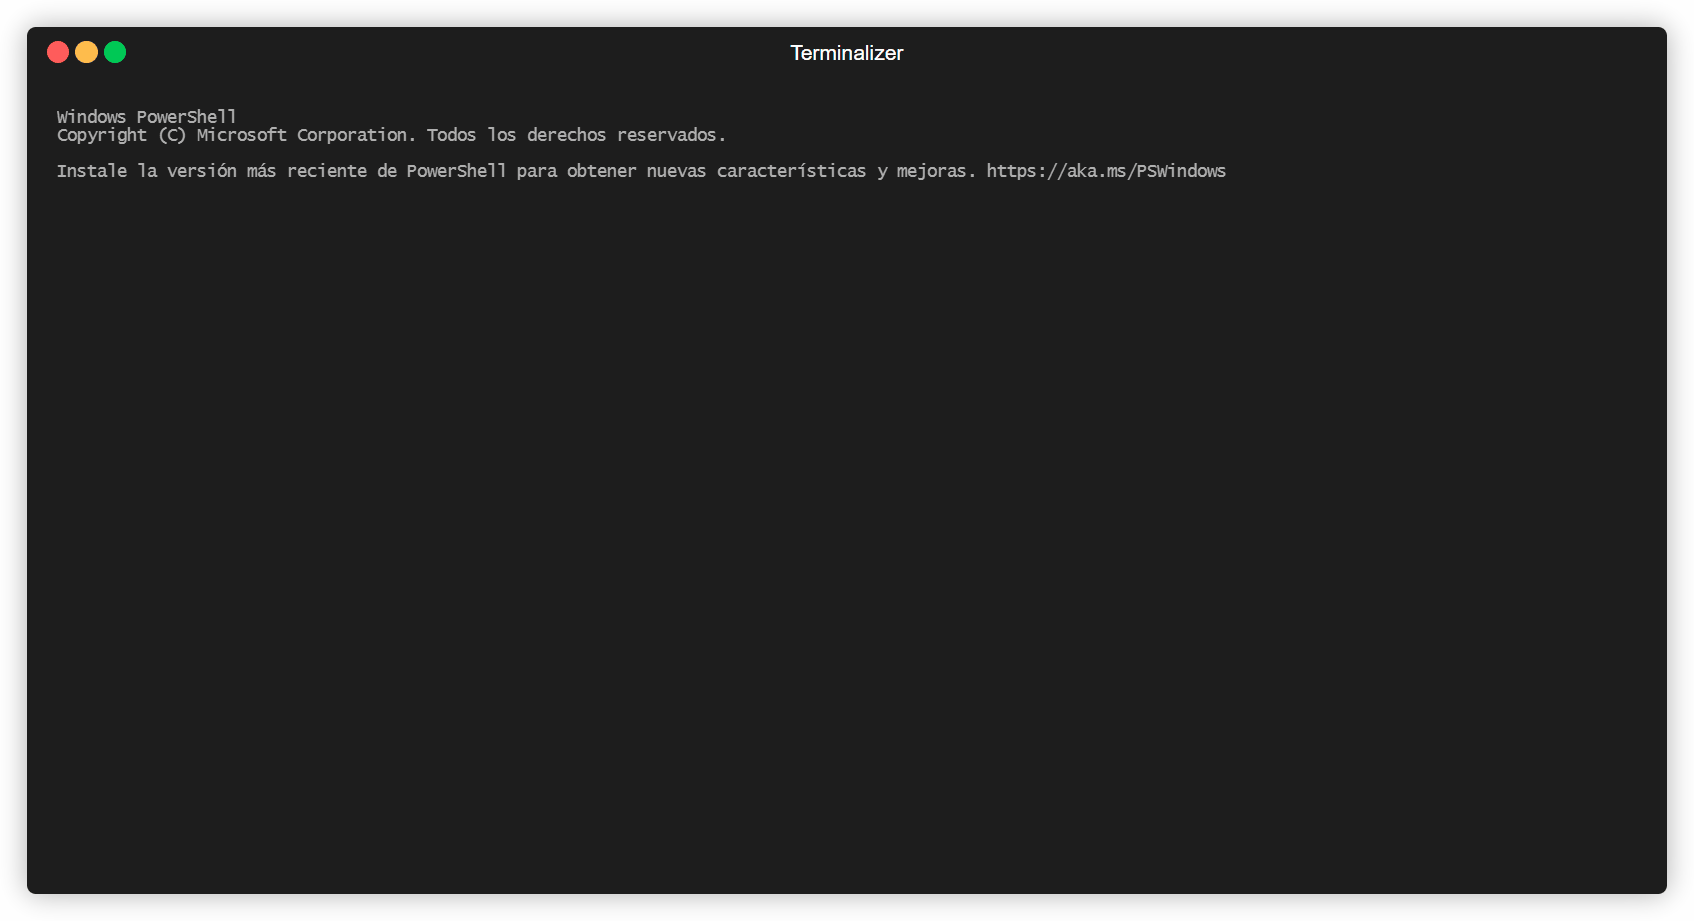 Terminalizer
Windows PowerShell
Copyright (C) Microsoft Corporation. Todos los derechos reservados.
Instale la versión más reciente de PowerShell para obtener nuevas características y mejoras. https://aka.ms/PSWindows